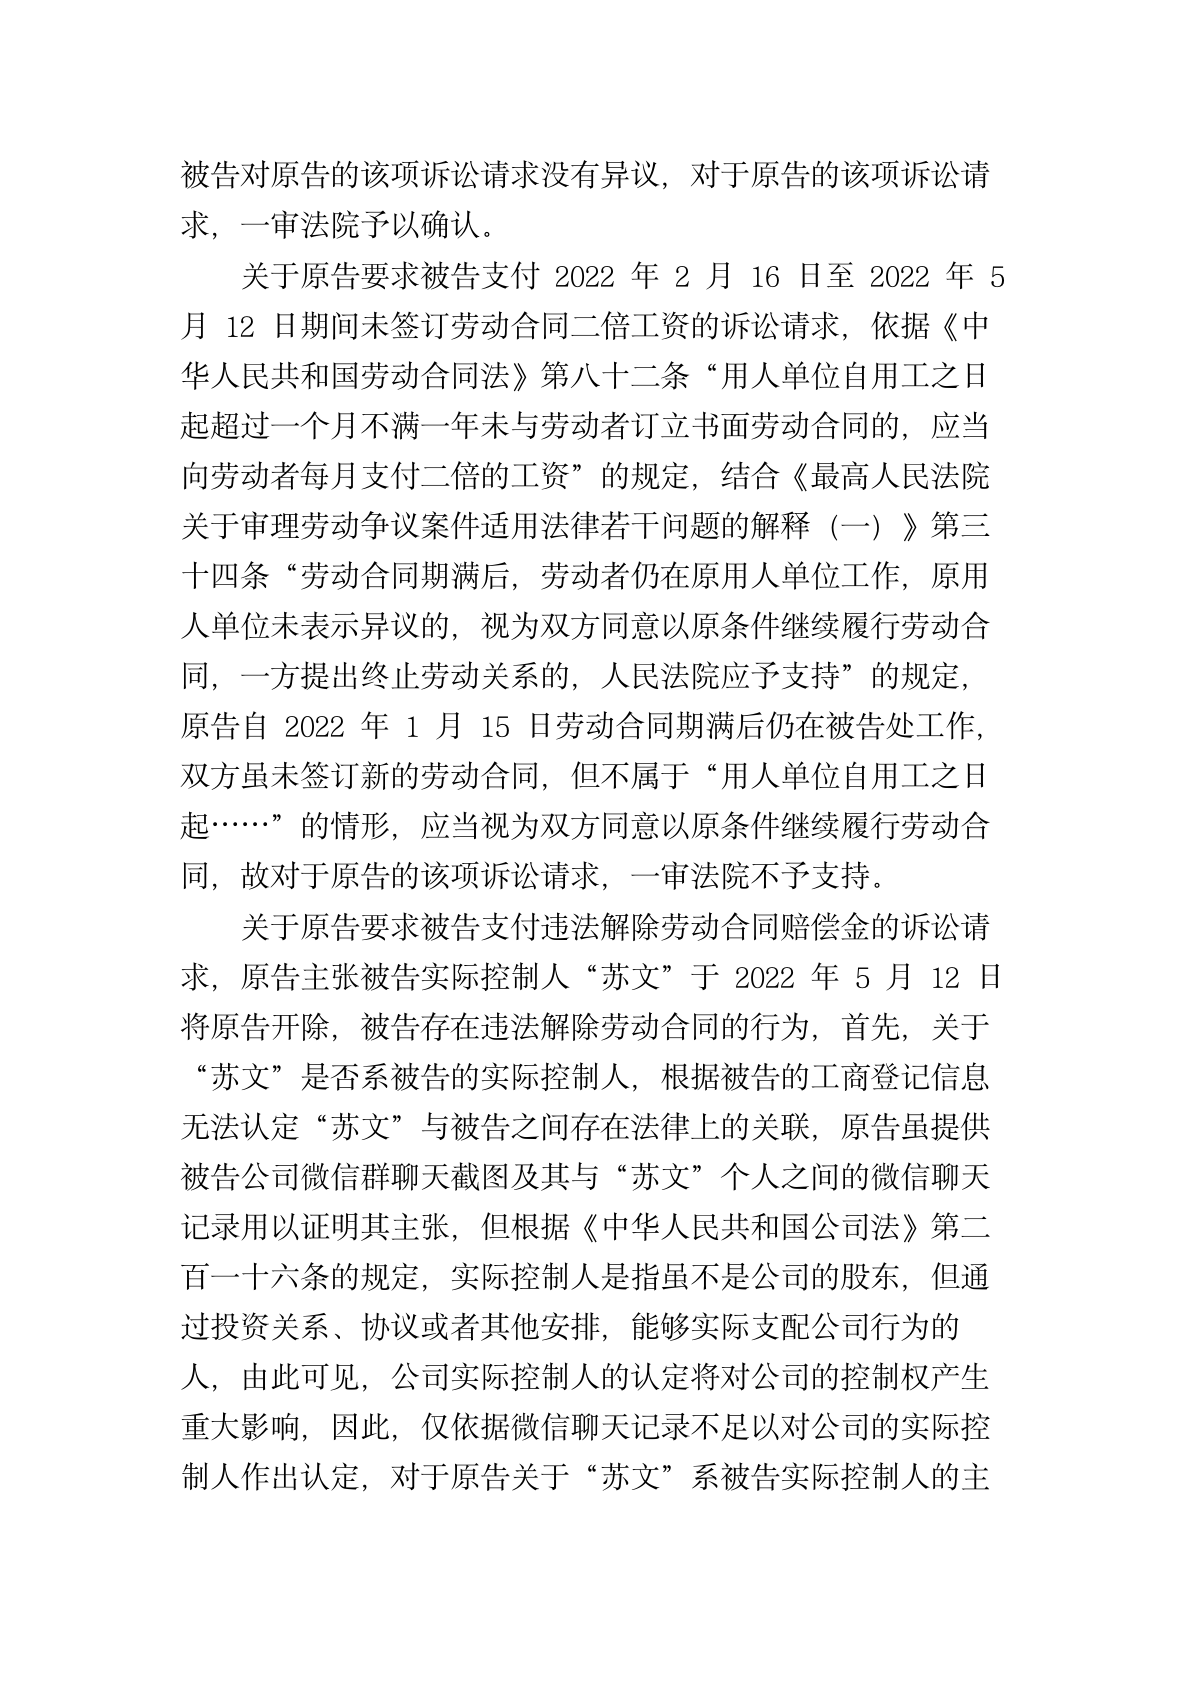 被告对原告的该项诉讼请求没有异议，对于原告的该项诉讼请
求，一审法院予以确认。
关于原告要求被告支付 2022 年 2 月 16 日至 2022 年 5
月 12 日期间未签订劳动合同二倍工资的诉讼请求，依据《中
华人民共和国劳动合同法》第八十二条“用人单位自用工之日
起超过一个月不满一年未与劳动者订立书面劳动合同的，应当
向劳动者每月支付二倍的工资”的规定，结合《最高人民法院
关于审理劳动争议案件适用法律若干问题的解释（一）》第三
十四条“劳动合同期满后，劳动者仍在原用人单位工作，原用
人单位未表示异议的，视为双方同意以原条件继续履行劳动合
同，一方提出终止劳动关系的，人民法院应予支持”的规定，
原告自 2022 年 1 月 15 日劳动合同期满后仍在被告处工作，
双方虽未签订新的劳动合同，但不属于“用人单位自用工之日
起……”的情形，应当视为双方同意以原条件继续履行劳动合
同，故对于原告的该项诉讼请求，一审法院不予支持。
关于原告要求被告支付违法解除劳动合同赔偿金的诉讼请
求，原告主张被告实际控制人“苏文”于 2022 年 5 月 12 日
将原告开除，被告存在违法解除劳动合同的行为，首先，关于
“苏文”是否系被告的实际控制人，根据被告的工商登记信息
无法认定“苏文”与被告之间存在法律上的关联，原告虽提供
被告公司微信群聊天截图及其与“苏文”个人之间的微信聊天
记录用以证明其主张，但根据《中华人民共和国公司法》第二
百一十六条的规定，实际控制人是指虽不是公司的股东，但通
过投资关系、协议或者其他安排，能够实际支配公司行为的
人，由此可见，公司实际控制人的认定将对公司的控制权产生
重大影响，因此，仅依据微信聊天记录不足以对公司的实际控
制人作出认定，对于原告关于“苏文”系被告实际控制人的主